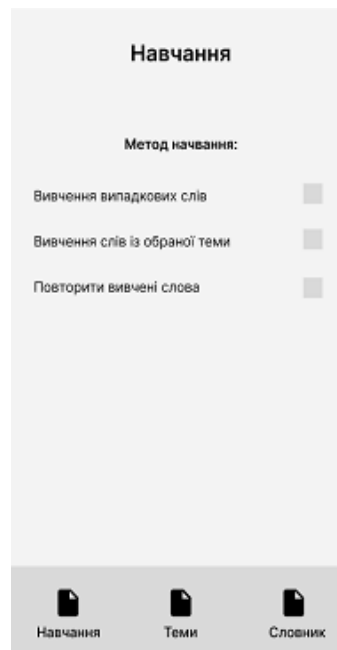 Навчання
Метод начвання:
Вивчення випадкових слів
Вивчення слів із обраної теми
Повторити вивчені слова
Навчання Теми Словник